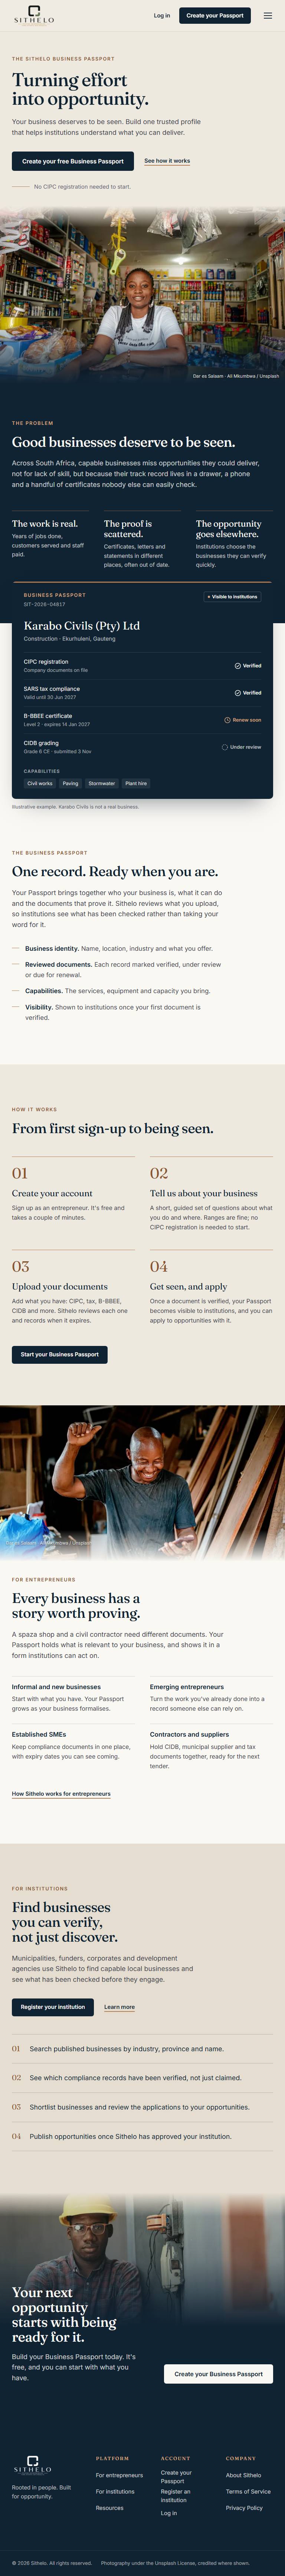 SITHELO
Log in
Create your Passport
THE SITHELO BUSINESS PASSPORT
Turning effort
into opportunity.
Your business deserves to be seen. Build one trusted profile
that helps institutions understand what you can deliver.
Create your free Business Passport
See how it works
No CIPC registration needed to start.
Dar es Salaam · Ali Mkumbwa / Unsplash
THE PROBLEM
Good businesses deserve to be seen.
Across South Africa, capable businesses miss opportunities they could deliver,
not for lack of skill, but because their track record lives in a drawer, a phone
and a handful of certificates nobody else can easily check.
The work is real.
Years of jobs done,
customers served and staff
paid.
The proof is
scattered.
Certificates, letters and
statements in different
places, often out of date.
The opportunity
goes elsewhere.
Institutions choose the
businesses they can verify
quickly.
BUSINESS PASSPORT
SIT-2026-04817
Visible to institutions
Karabo Civils (Pty) Ltd
Construction · Ekurhuleni, Gauteng
CIPC registration
Company documents on file
Verified
SARS tax compliance
Valid until 30 Jun 2027
Verified
B-BBEE certificate
Level 2 · expires 14 Jan 2027
Renew soon
CIDB grading
Grade 6 CE · submitted 3 Nov
Under review
CAPABILITIES
Civil works
Paving
Stormwater
Plant hire
Illustrative example. Karabo Civils is not a real business.
THE BUSINESS PASSPORT
One record. Ready when you are.
Your Passport brings together who your business is, what it can do
and the documents that prove it. Sithelo reviews what you upload,
so institutions see what has been checked rather than taking your
word for it.
Business identity. Name, location, industry and what you offer.
Reviewed documents. Each record marked verified, under review
or due for renewal.
Capabilities. The services, equipment and capacity you bring.
Visibility. Shown to institutions once your first document is
verified.
HOW IT WORKS
From first sign-up to being seen.
01
Create your account
Sign up as an entrepreneur. It's free and
takes a couple of minutes.
02
Tell us about your business
A short, guided set of questions about what
you do and where. Ranges are fine; no
CIPC registration is needed to start.
03
Upload your documents
Add what you have: CIPC, tax, B-BBEE,
CIDB and more. Sithelo reviews each one
and records when it expires.
04
Get seen, and apply
Once a document is verified, your Passport
becomes visible to institutions, and you can
apply to opportunities with it.
Start your Business Passport
FOR ENTREPRENEURS
Every business has a
story worth proving.
A spaza shop and a civil contractor need different documents. Your
Passport holds what is relevant to your business, and shows it in a
form institutions can act on.
Informal and new businesses
Start with what you have. Your Passport
grows as your business formalises.
Emerging entrepreneurs
Turn the work you've already done into a
record someone else can rely on.
Established SMEs
Keep compliance documents in one place,
with expiry dates you can see coming.
Contractors and suppliers
Hold CIDB, municipal supplier and tax
documents together, ready for the next
tender.
How Sithelo works for entrepreneurs
FOR INSTITUTIONS
Find businesses
you can verify,
not just discover.
Municipalities, funders, corporates and development
agencies use Sithelo to find capable local businesses and
see what has been checked before they engage.
Register your institution
Learn more
01 Search published businesses by industry, province and name.
02 See which compliance records have been verified, not just claimed.
03 Shortlist businesses and review the applications to your opportunities.
04 Publish opportunities once Sithelo has approved your institution.
Your next
opportunity
starts with being
ready for it.
Build your Business Passport today. It's
free, and you can start with what you
have.
Create your Business Passport
SITHELO
Rooted in people. Built
for opportunity.
PLATFORM
For entrepreneurs
For institutions
Resources
ACCOUNT
Create your
Passport
Register an
institution
Log in
COMPANY
About Sithelo
Terms of Service
Privacy Policy
© 2026 Sithelo. All rights reserved.
Photography under the Unsplash License, credited where shown.